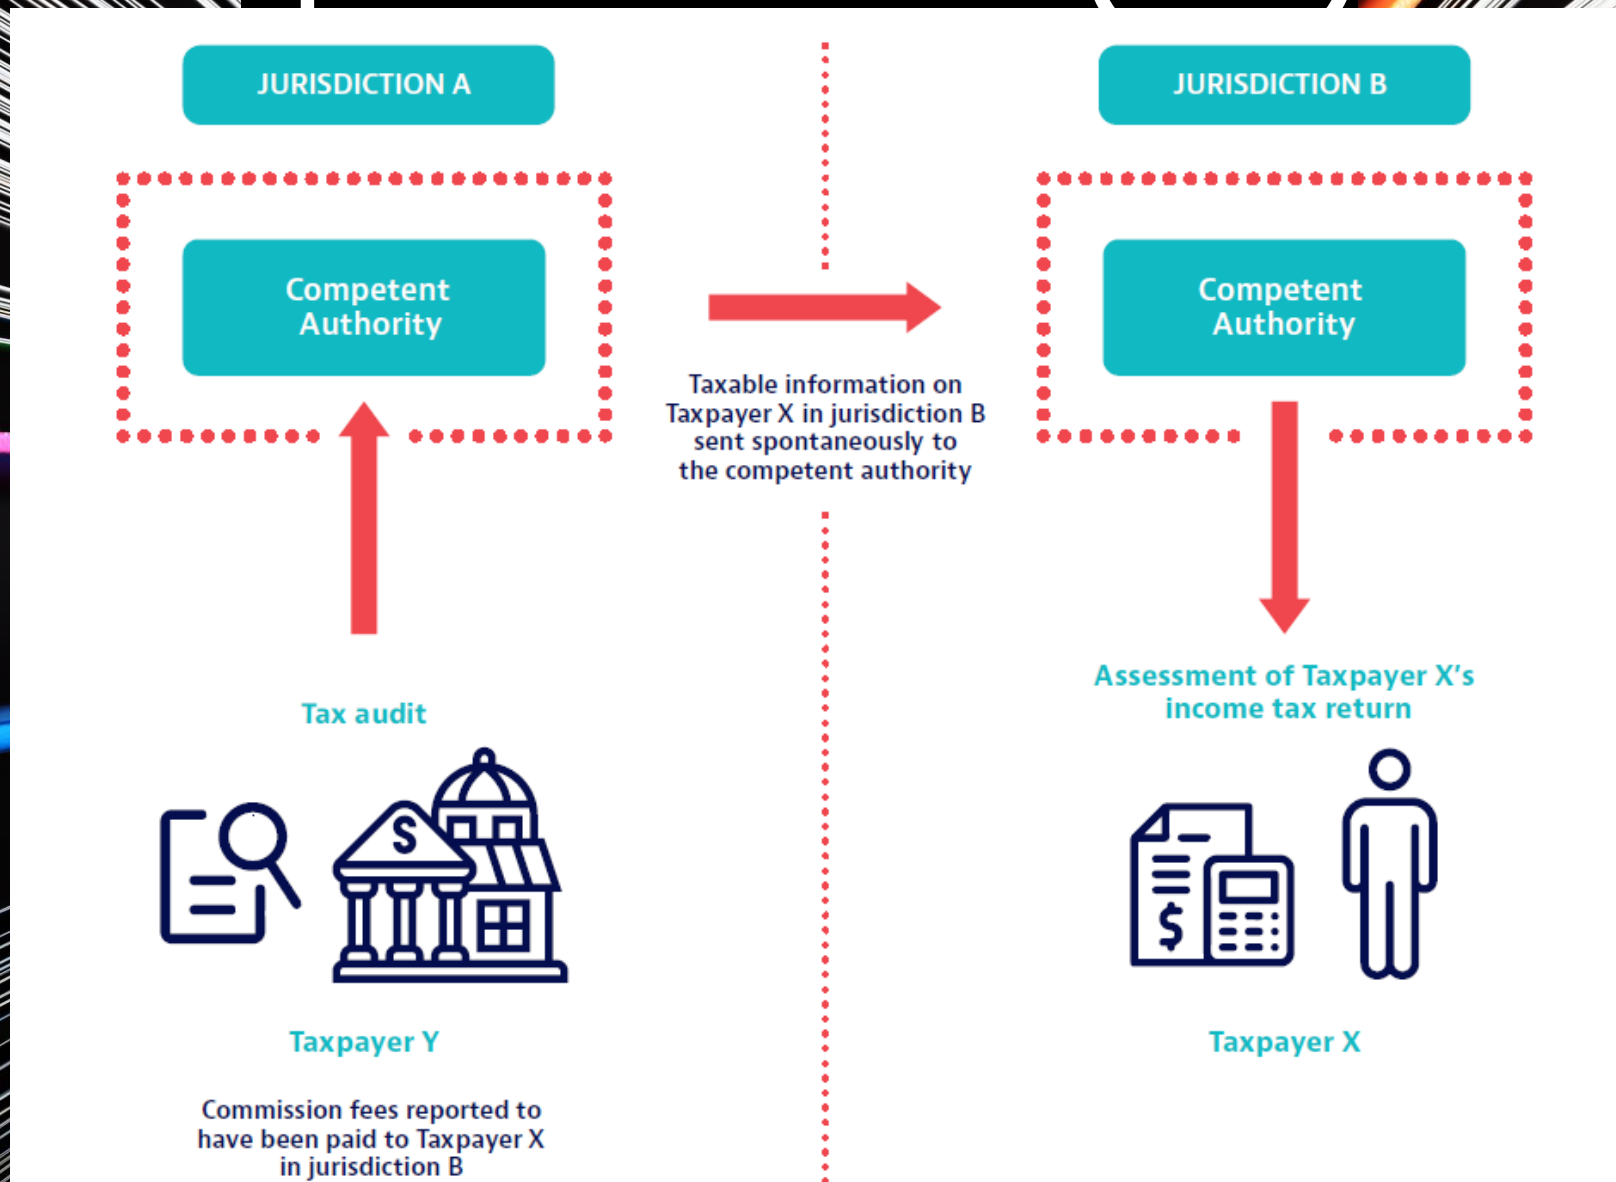 JURISDICTION A
JURISDICTION B
Competent
Authority
Competent
Authority
Taxable information on
Taxpayer X in jurisdiction B
sent spontaneously to
the competent authority
Tax audit
Assessment of Taxpayer X's
income tax return
S
$
Taxpayer Y
Taxpayer X
Commission fees reported to
have been paid to Taxpayer X
in jurisdiction B